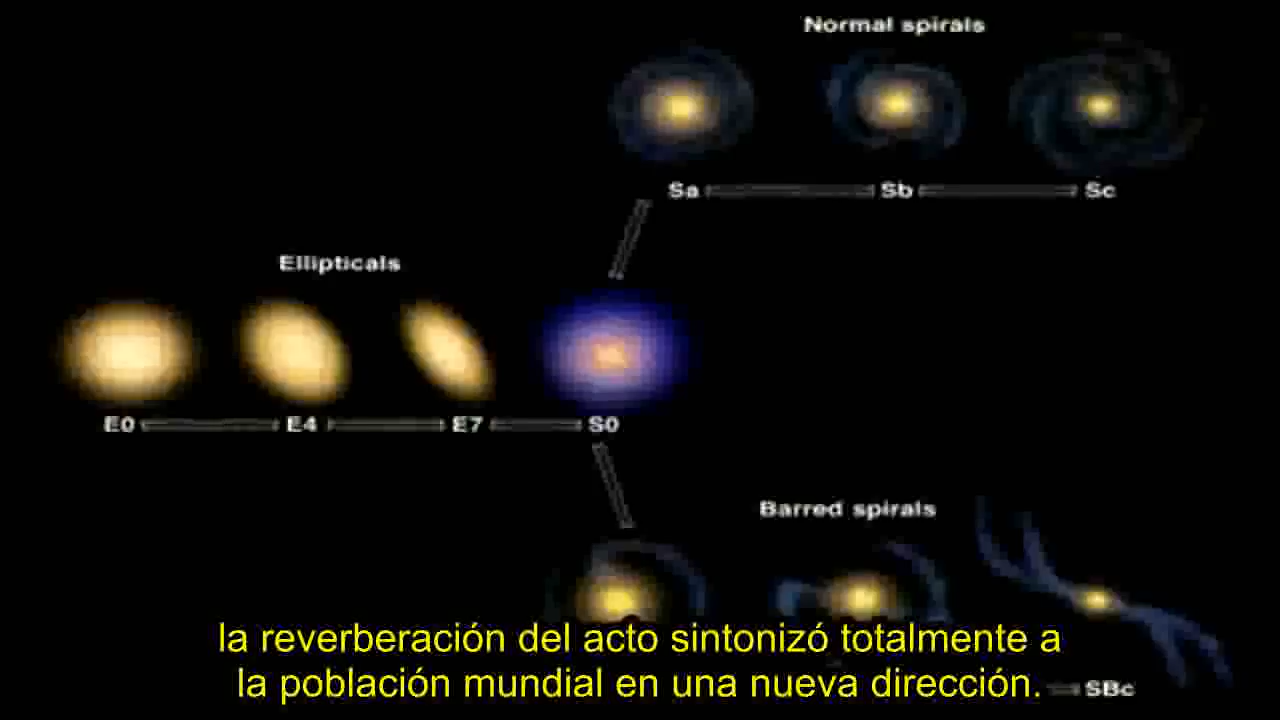 Normal spirals
Sa Sb Sc
Ellipticals
E0 E4 E7 S0
Barred spirals
la reverberación del acto sintonizó totalmente a
la población mundial en una nueva dirección.
SBc